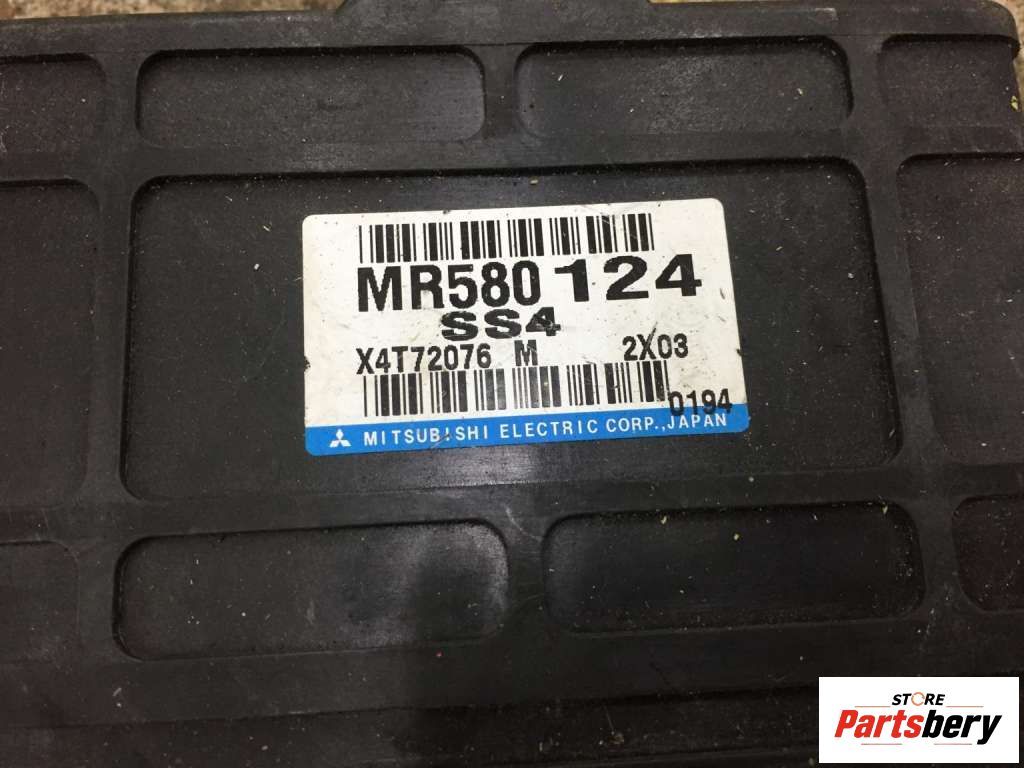 MR580 124
SS4
X4T72076 M 2X03
0194
MITSUBISHI ELECTRIC CORP., JAPAN
STORE
Partsbery